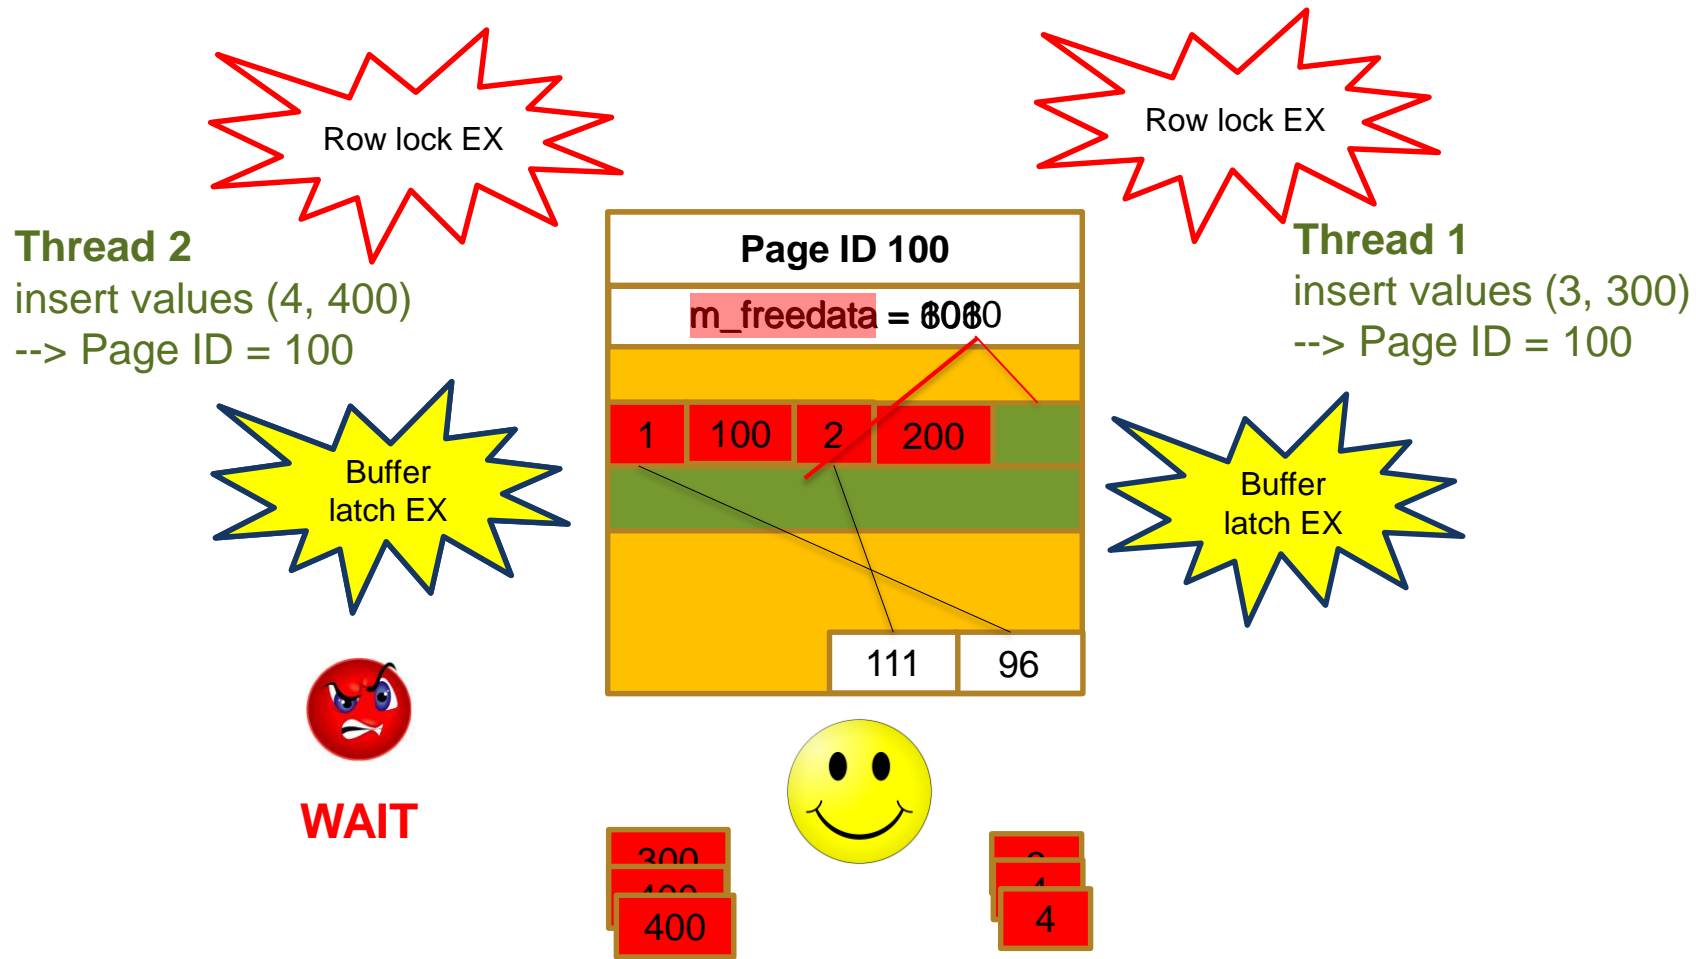 Row lock EX
Row lock EX
Thread 2
insert values (4, 400)
--> Page ID = 100
Page ID 100
m_freedata =
Thread 1
insert values (3, 300)
--> Page ID = 100
1 100 2 200
Buffer
latch EX
Buffer
latch EX
111 96
WAIT
300
400
4